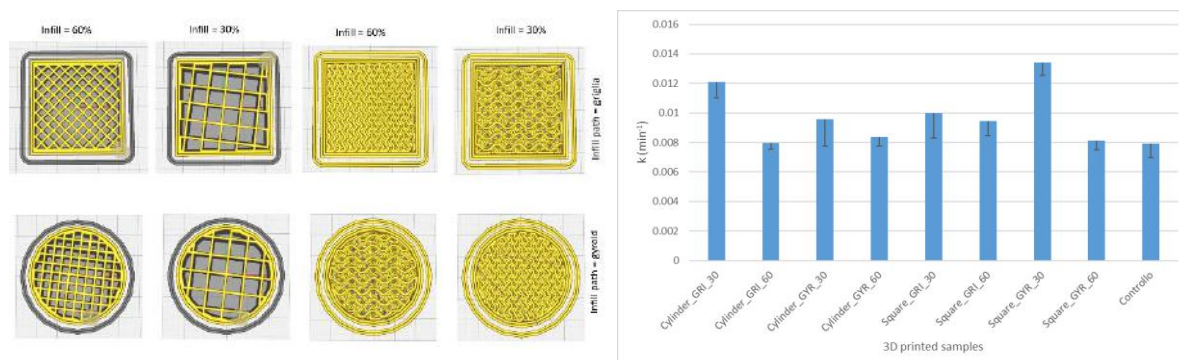 Infill = 60%
Infill = 30%
Infill = 60%
Infill = 30%
Infill path = griglia
Infill path = gyroid
0.016
0.014
0.012
0.01
0.008
0.006
0.004
0.002
0
k (min⁻¹)
Cylinder_GRI_30
Cylinder_GRI_60
Cylinder_GYR_30
Cylinder_GYR_60
Square_GRI_30
Square_GRI_60
Square_GYR_30
Square_GYR_60
Controllo
3D printed samples